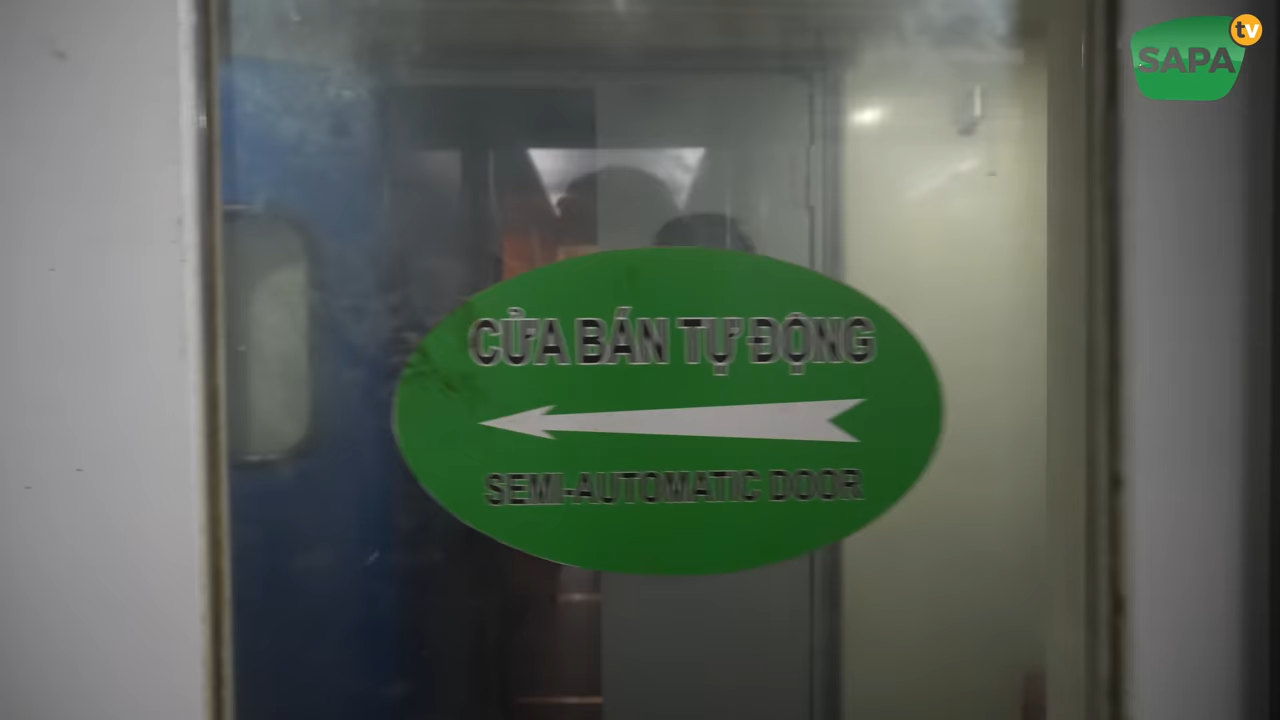 SAPA tv
CỬA BÁN TỰ ĐỘNG
SEMI-AUTOMATIC DOOR